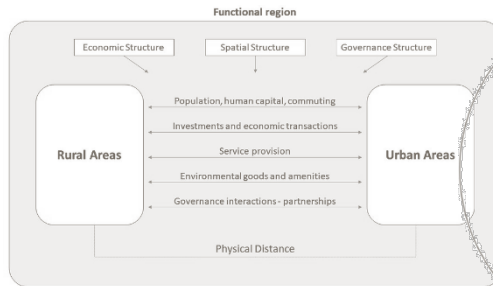 Functional region
Economic Structure
Spatial Structure
Governance Structure
Population, human capital, commuting
Investments and economic transactions
Rural Areas
Service provision
Urban Areas
Environmental goods and amenities
Governance interactions - partnerships
Physical Distance